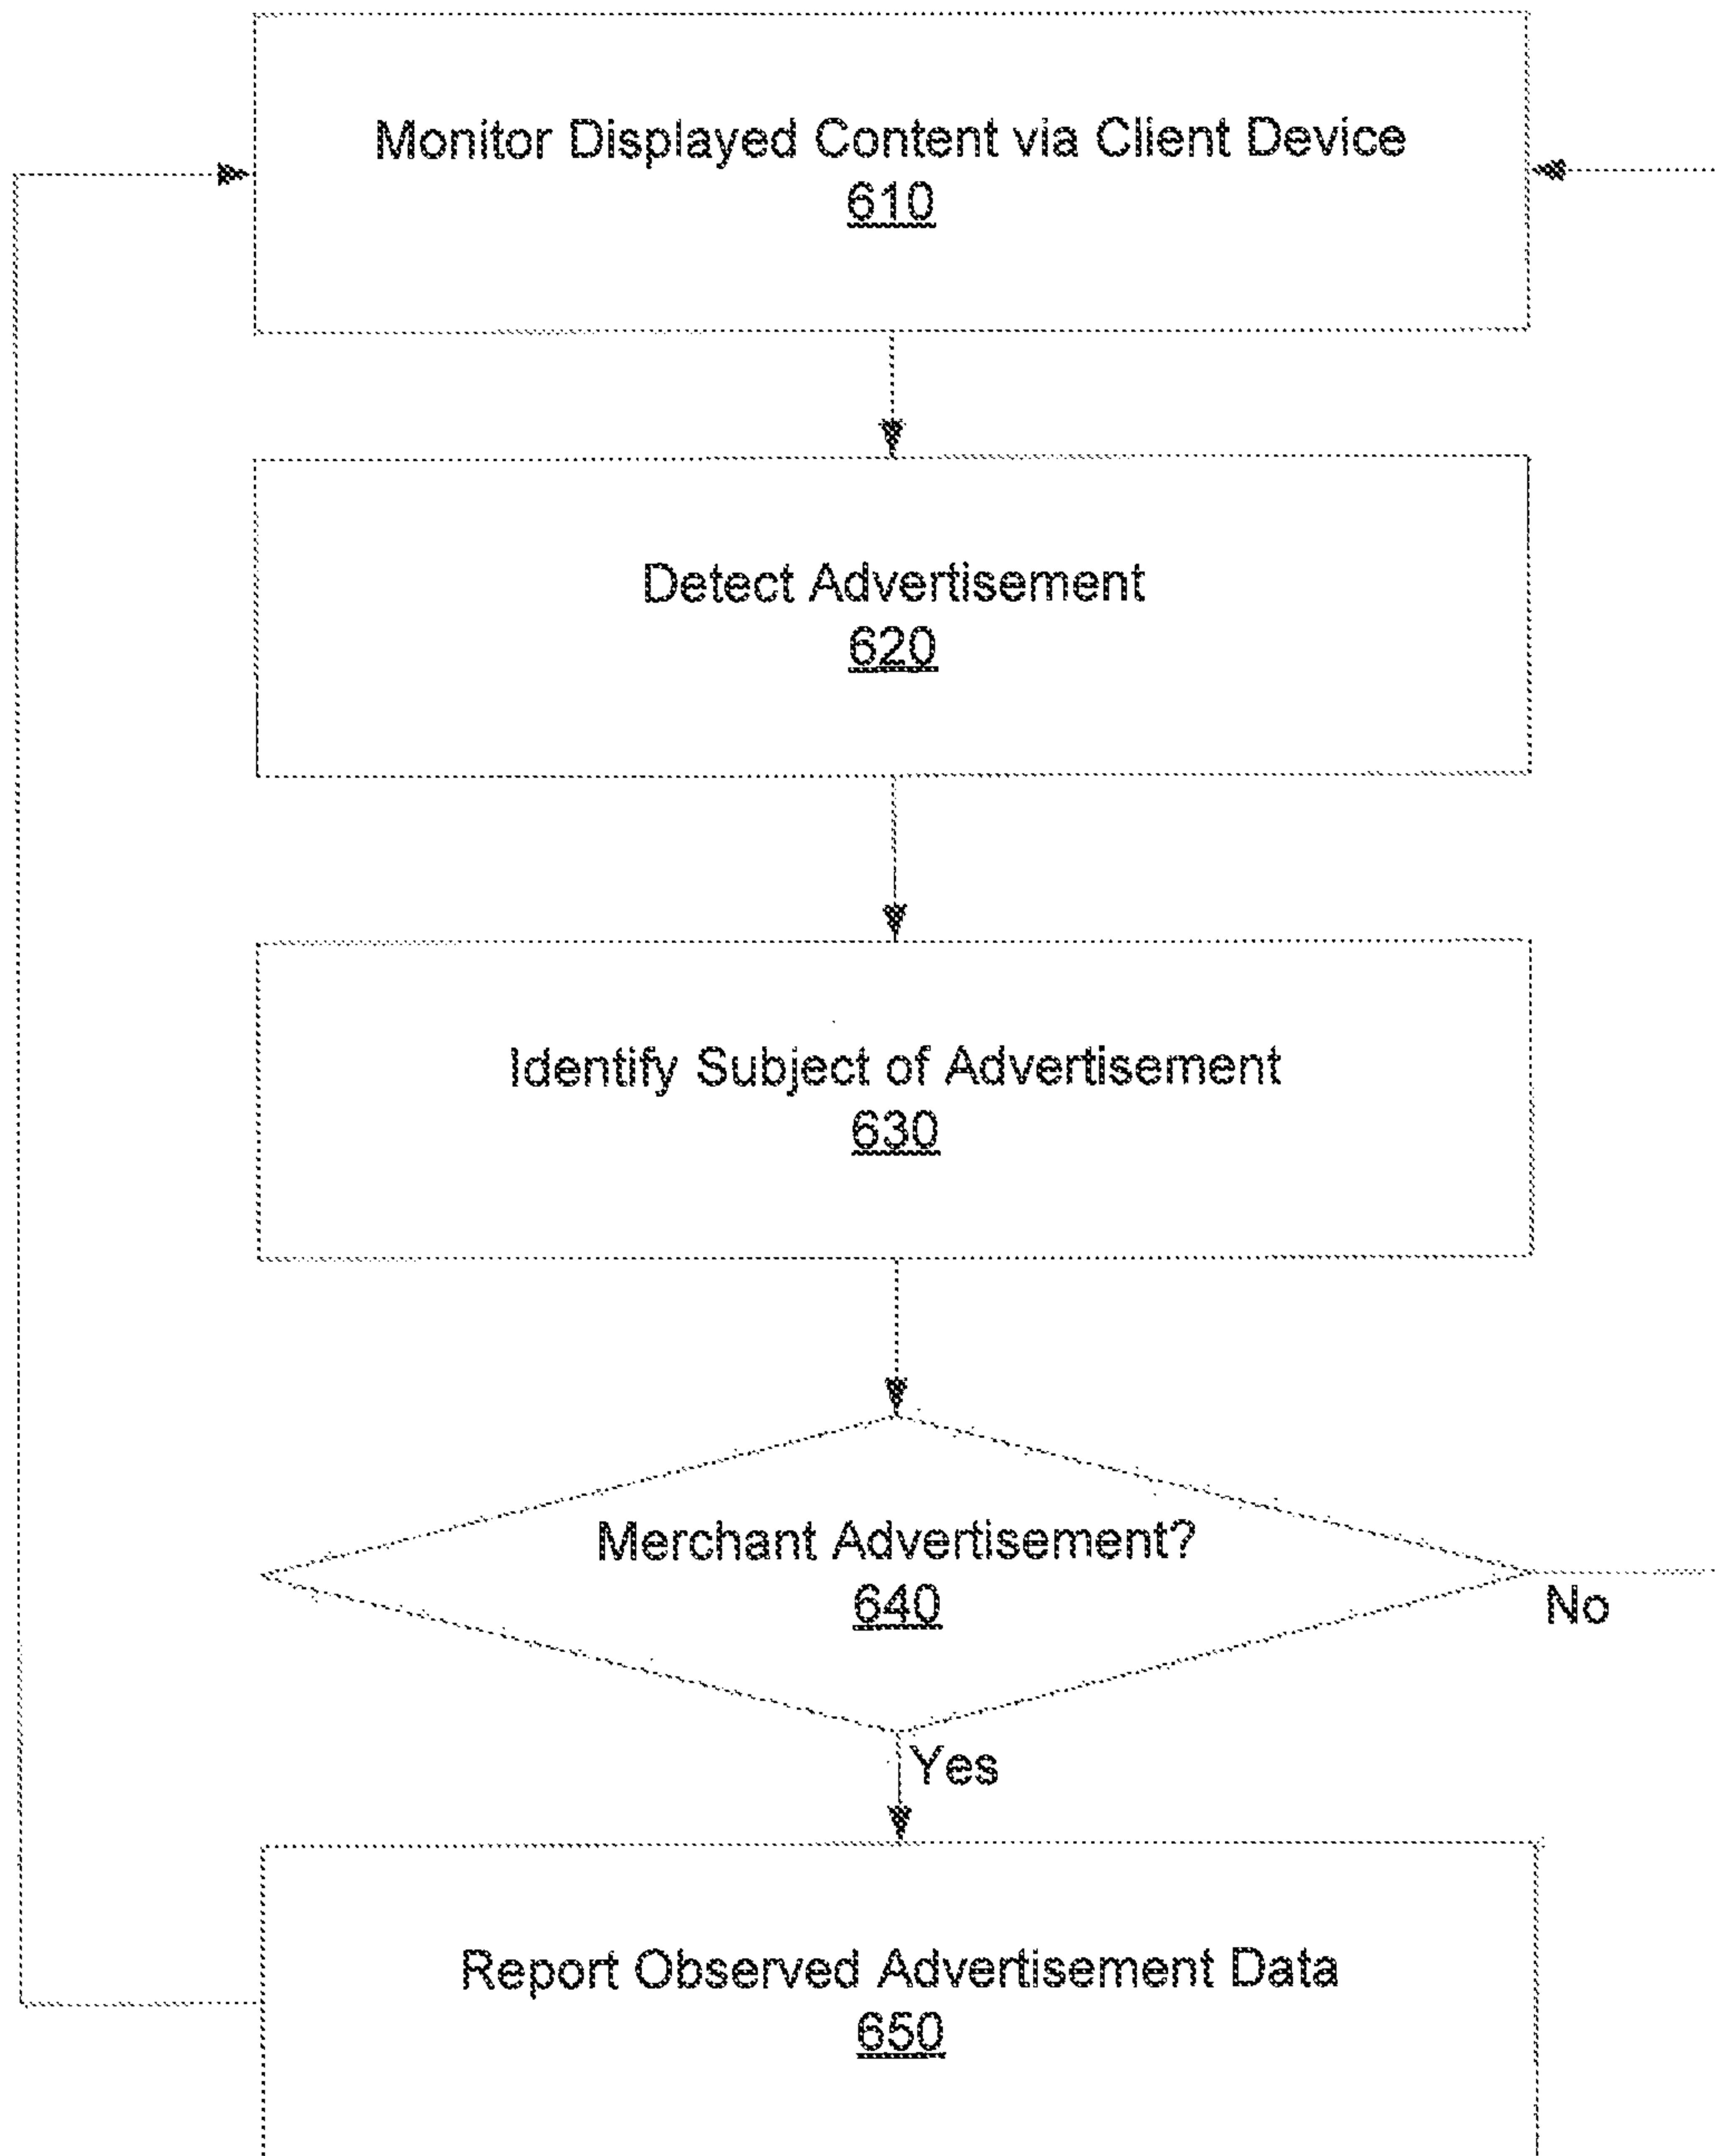 Monitor Displayed Content via Client Device
610
Detect Advertisement
620
Identify Subject of Advertisement
630
Merchant Advertisement?
640
No
Yes
Report Observed Advertisement Data
650